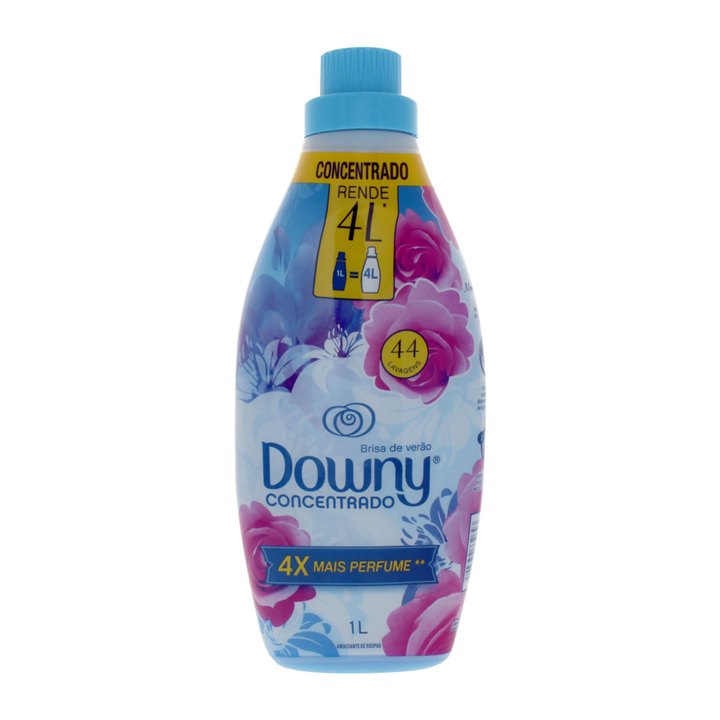 CONCENTRADO
RENDE
4L*
1L = 4L
44
LAVAGENS
Brisa de verão
Downy®
CONCENTRADO
4X MAIS PERFUME **
1L
AMACIANTE DE ROUPAS